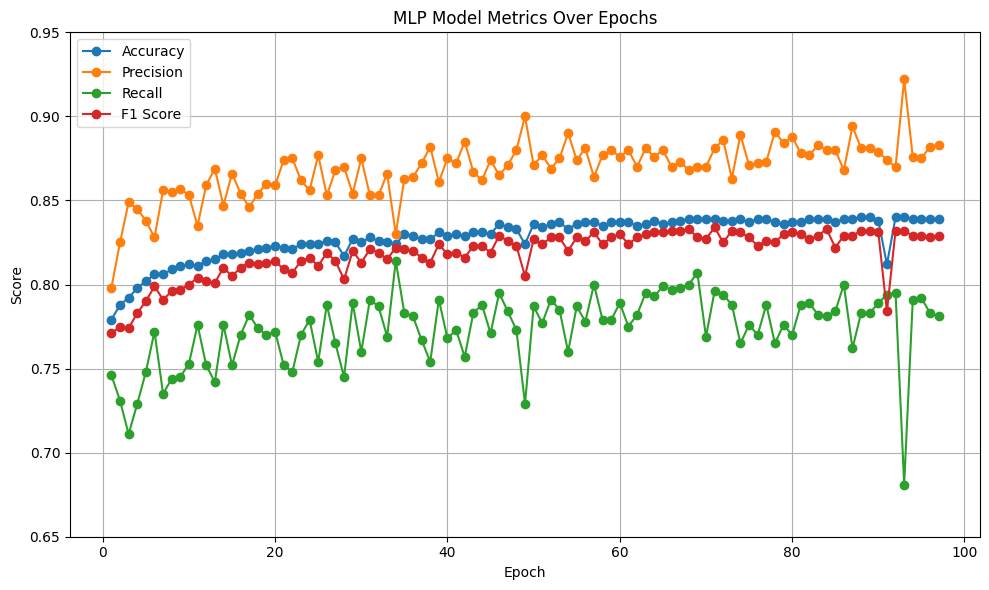 MLP Model Metrics Over Epochs
Accuracy
Precision
Recall
F1 Score
Score
0.95
0.90
0.85
0.80
0.75
0.70
0.65
0 20 40 60 80 100
Epoch